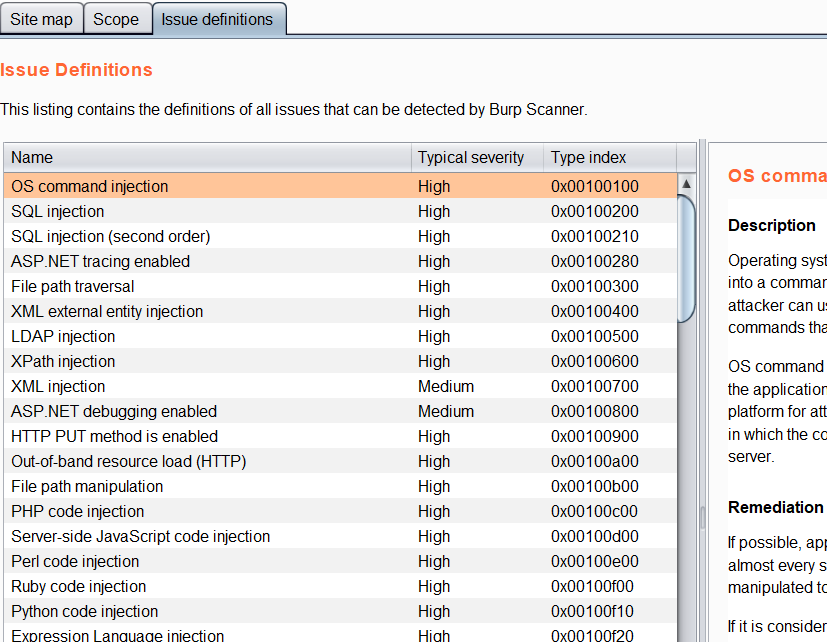 Site map Scope Issue definitions
Issue Definitions
This listing contains the definitions of all issues that can be detected by Burp Scanner.
Name Typical severity Type index
OS command injection High 0x00100100
SQL injection High 0x00100200
SQL injection (second order) High 0x00100210
ASP.NET tracing enabled High 0x00100280
File path traversal High 0x00100300
XML external entity injection High 0x00100400
LDAP injection High 0x00100500
XPath injection High 0x00100600
XML injection Medium 0x00100700
ASP.NET debugging enabled Medium 0x00100800
HTTP PUT method is enabled High 0x00100900
Out-of-band resource load (HTTP) High 0x00100a00
File path manipulation High 0x00100b00
PHP code injection High 0x00100c00
Server-side JavaScript code injection High 0x00100d00
Perl code injection High 0x00100e00
Ruby code injection High 0x00100f00
Python code injection High 0x00100f10
Expression Language injection High 0x00100f20
OS comma
Description
Operating syst
into a comman
attacker can us
commands tha
OS command
the application
platform for att
in which the co
server.
Remediation
If possible, app
almost every s
manipulated to
If it is consider